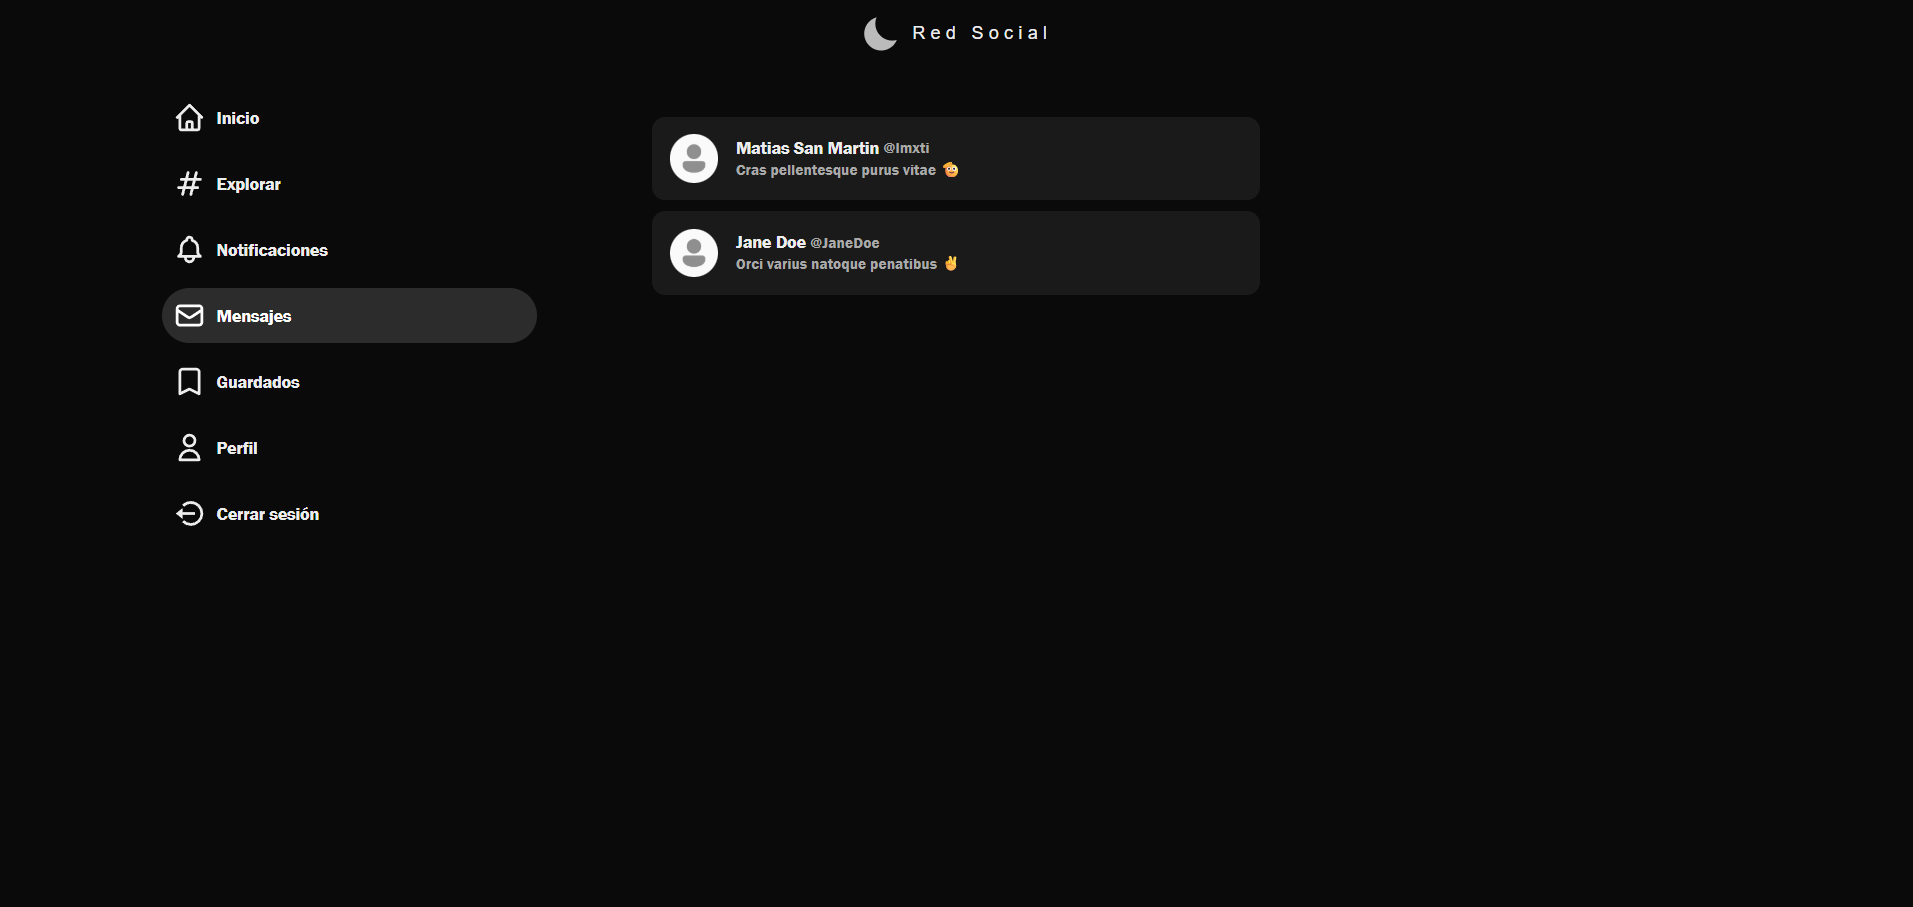 Red Social
Inicio
Explorar
Notificaciones
Mensajes
Guardados
Perfil
Cerrar sesión
Matias San Martin @lmxti
Cras pellentesque purus vitae 🤠
Jane Doe @JaneDoe
Orci varius natoque penatibus ✌